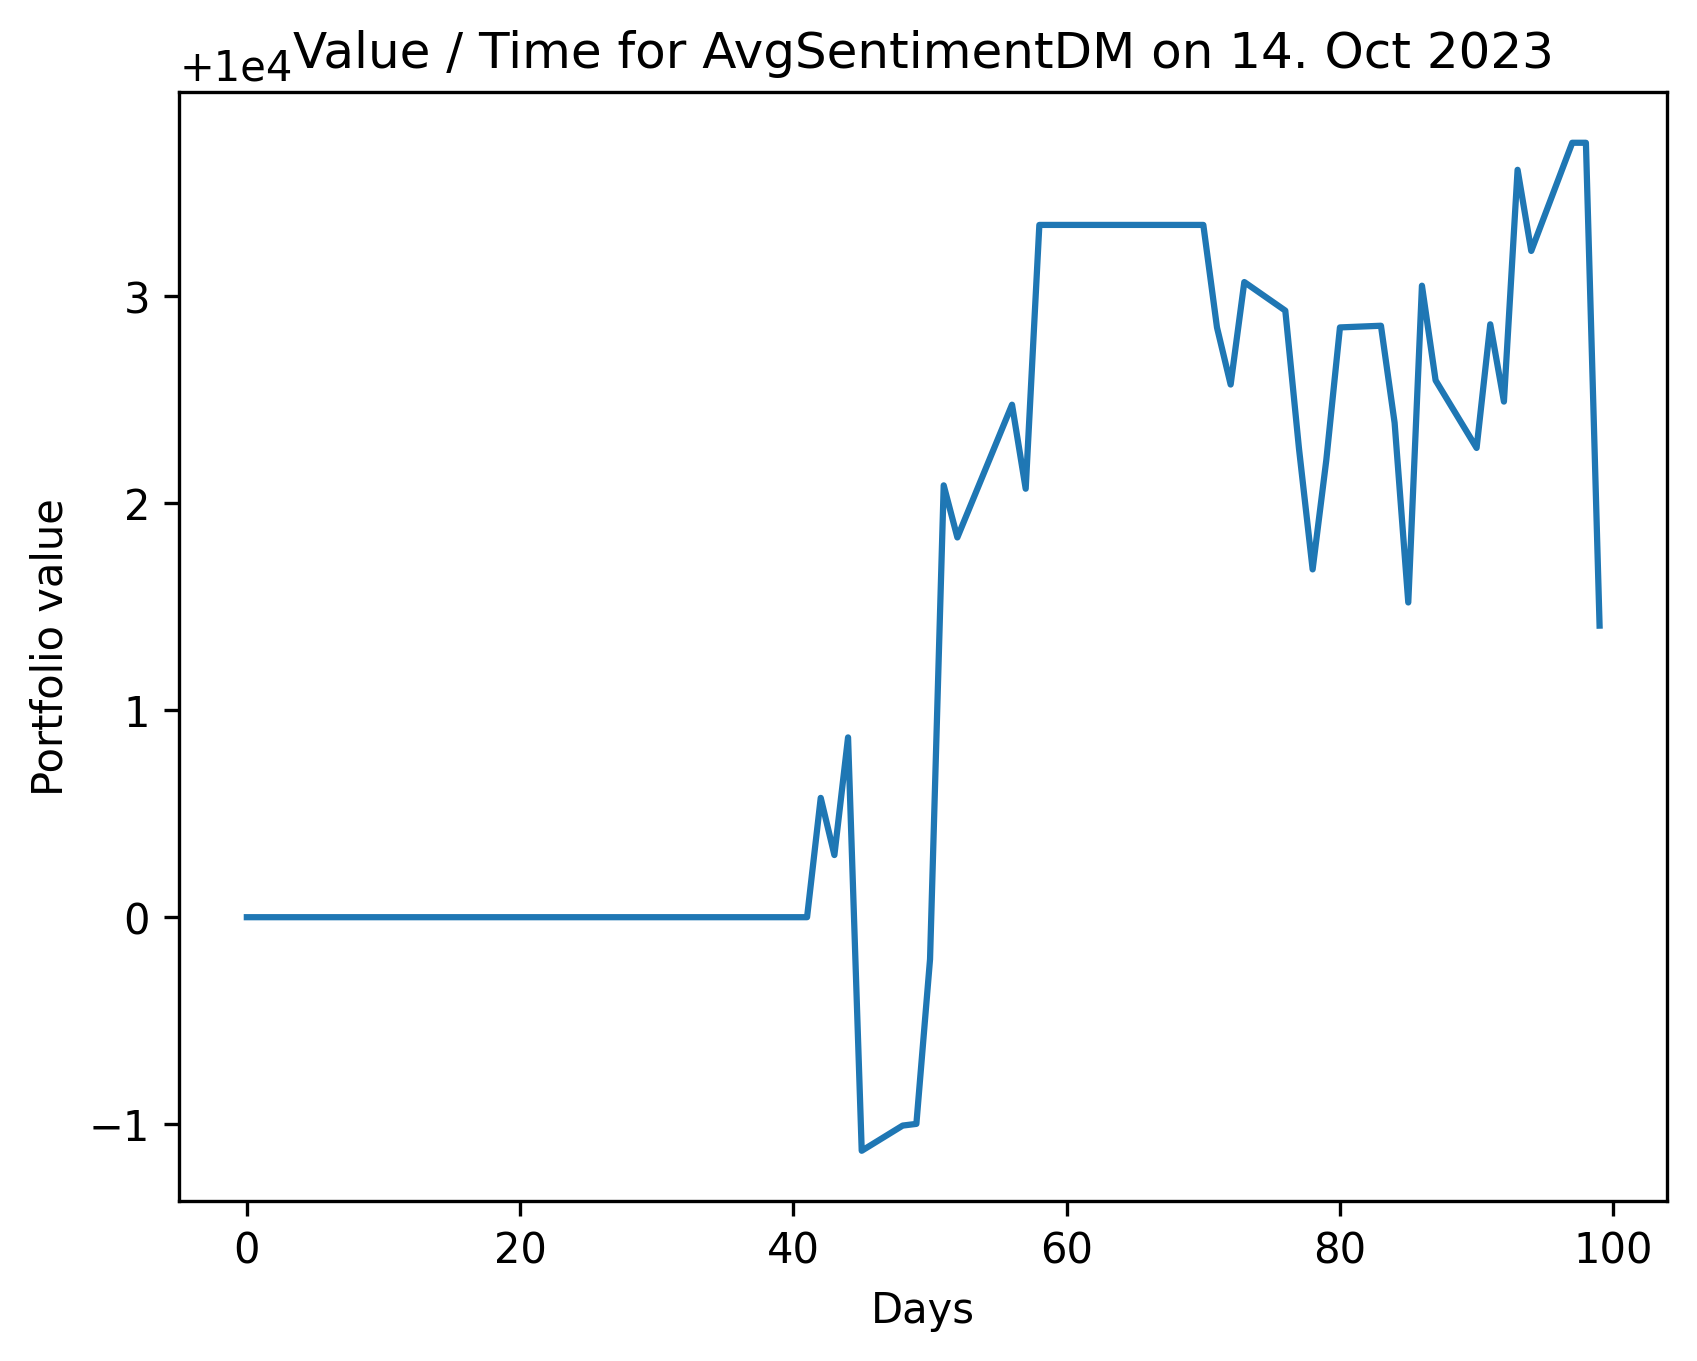 Value / Time for AvgSentimentDM on 14. Oct 2023
+1e4
3
2
1
0
−1
Portfolio value
0 20 40 60 80 100
Days